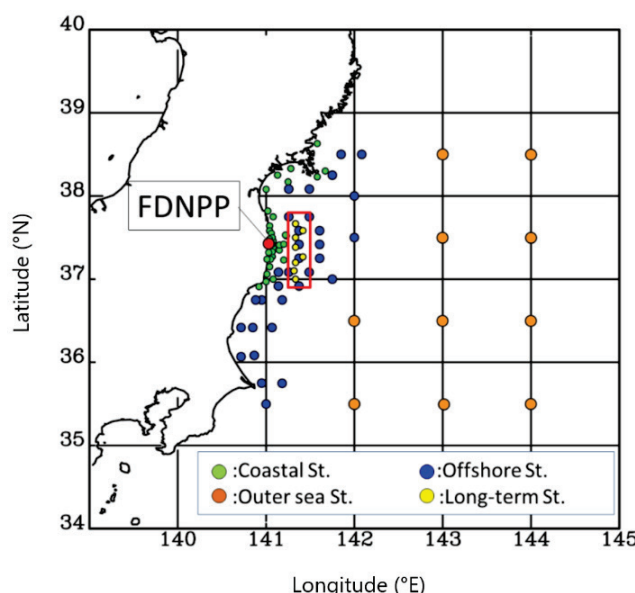 40
39
38
37
36
35
34
140
141
142
143
144
145
Latitude (°N)
Longitude (°E)
FDNPP
:Coastal St.
:Offshore St.
:Outer sea St.
:Long-term St.